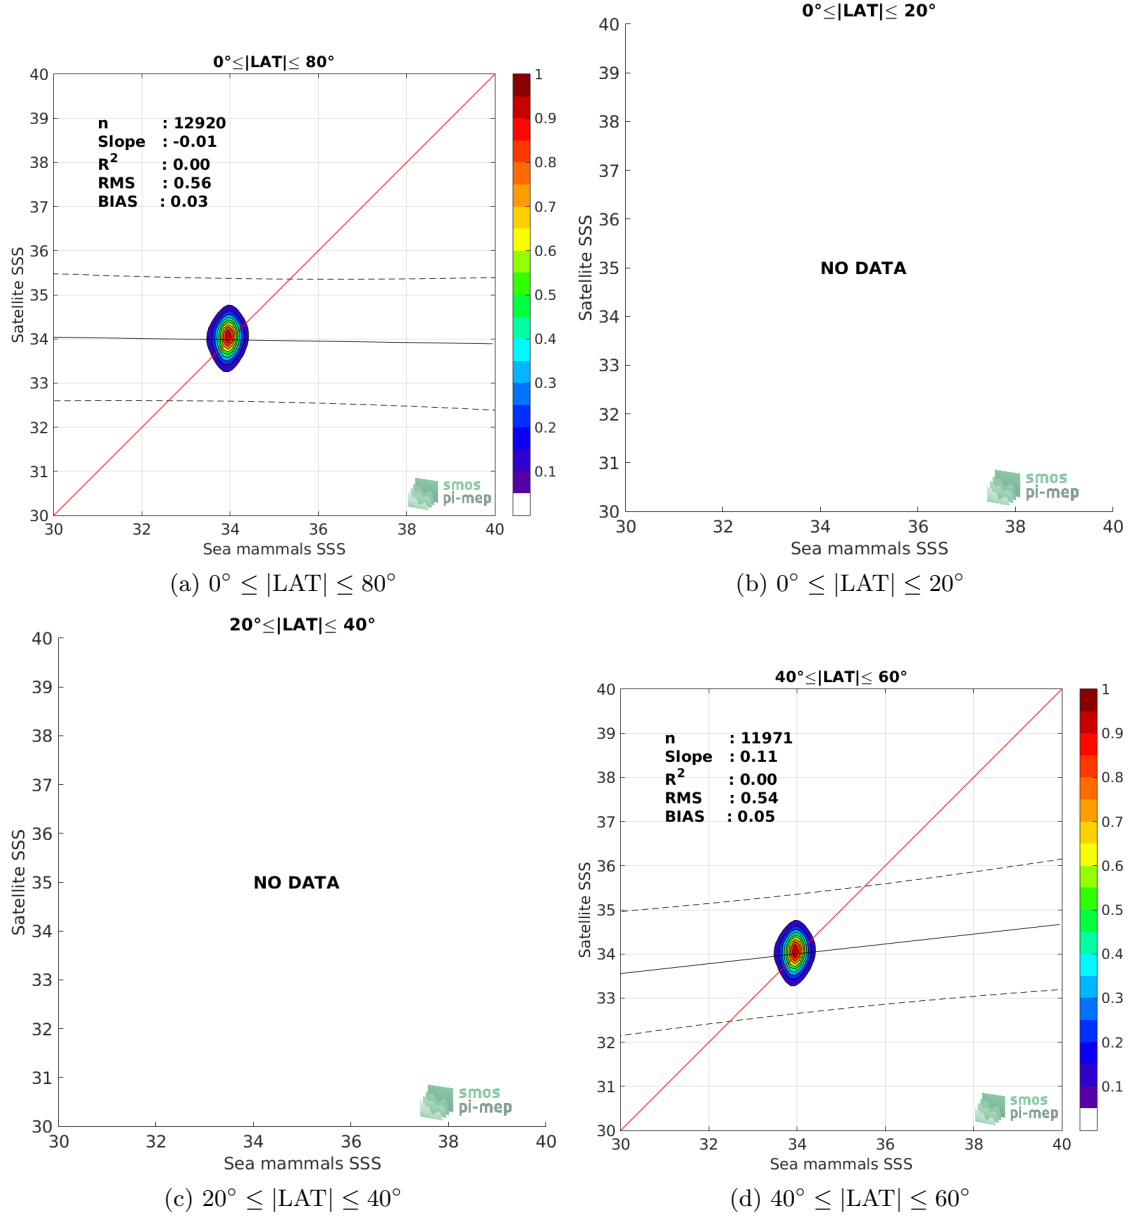 0°≤|LAT|≤ 80°
n : 12920
Slope : -0.01
R² : 0.00
RMS : 0.56
BIAS : 0.03
40
39
38
37
36
35
34
33
32
31
30
30 32 34 36 38 40
Satellite SSS
Sea mammals SSS
1
0.9
0.8
0.7
0.6
0.5
0.4
0.3
0.2
0.1
smos
pi-mep
(a) 0° ≤ |LAT| ≤ 80°
0°≤|LAT|≤ 20°
40
39
38
37
36
35
34
33
32
31
30
30 32 34 36 38 40
Satellite SSS
NO DATA
Sea mammals SSS
smos
pi-mep
(b) 0° ≤ |LAT| ≤ 20°
20°≤|LAT|≤ 40°
40
39
38
37
36
35
34
33
32
31
30
30 32 34 36 38 40
Satellite SSS
NO DATA
Sea mammals SSS
smos
pi-mep
(c) 20° ≤ |LAT| ≤ 40°
40°≤|LAT|≤ 60°
n : 11971
Slope : 0.11
R² : 0.00
RMS : 0.54
BIAS : 0.05
40
39
38
37
36
35
34
33
32
31
30
30 32 34 36 38 40
Satellite SSS
Sea mammals SSS
1
0.9
0.8
0.7
0.6
0.5
0.4
0.3
0.2
0.1
smos
pi-mep
(d) 40° ≤ |LAT| ≤ 60°